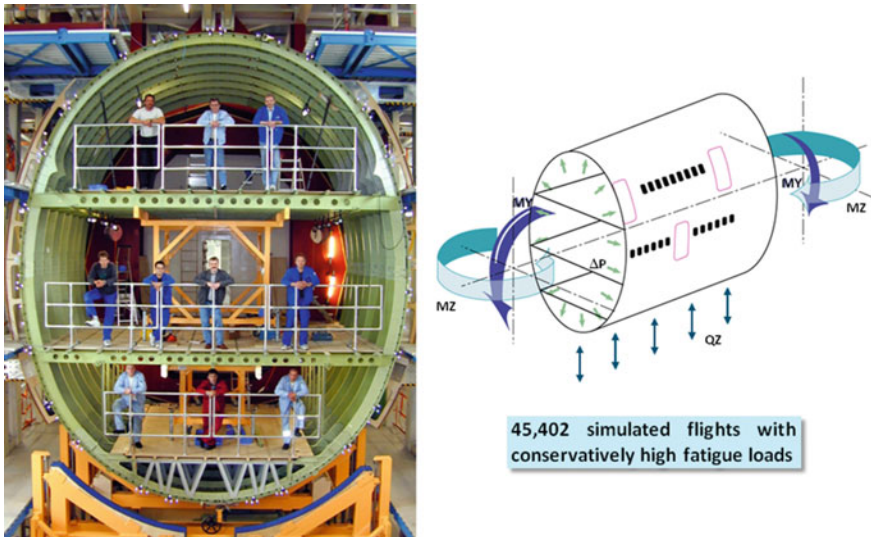 MY
MZ
MY
MZ
ΔP
QZ
45,402 simulated flights with
conservatively high fatigue loads